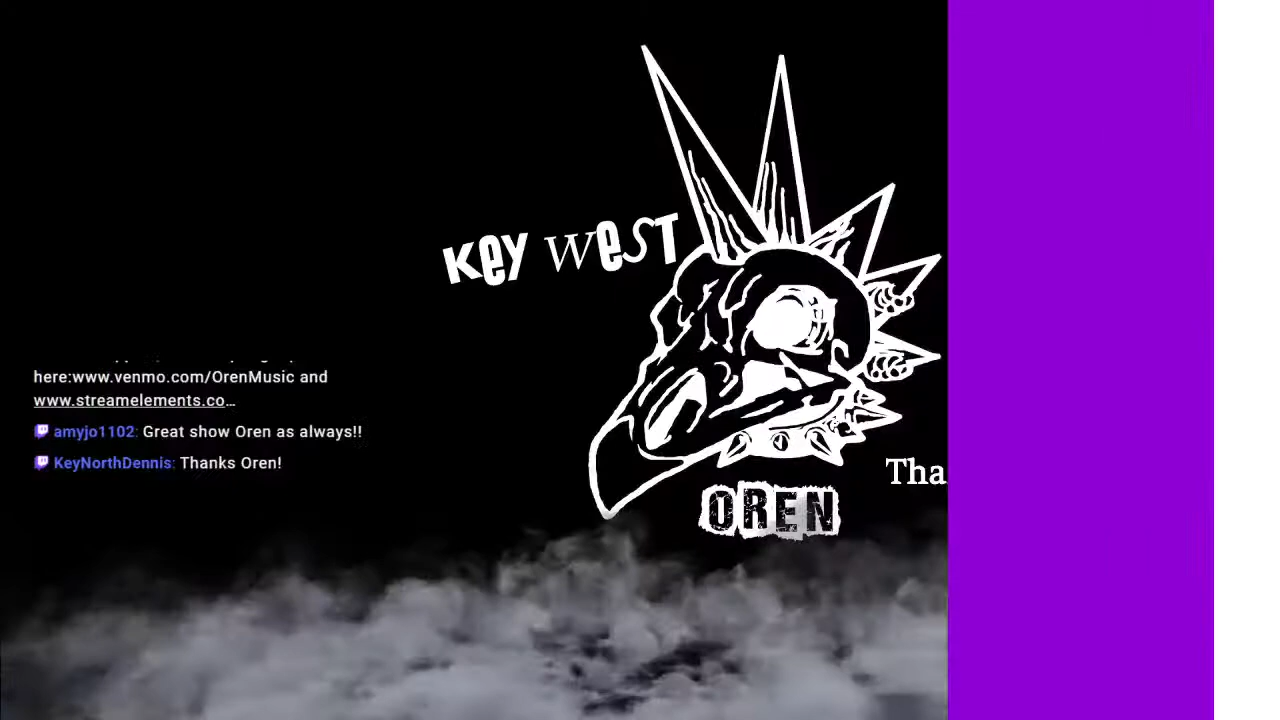 Key West
here:www.venmo.com/OrenMusic and
www.streamelements.co…
amyjo1102: Great show Oren as always!!
KeyNorthDennis: Thanks Oren!
Tha
OREN